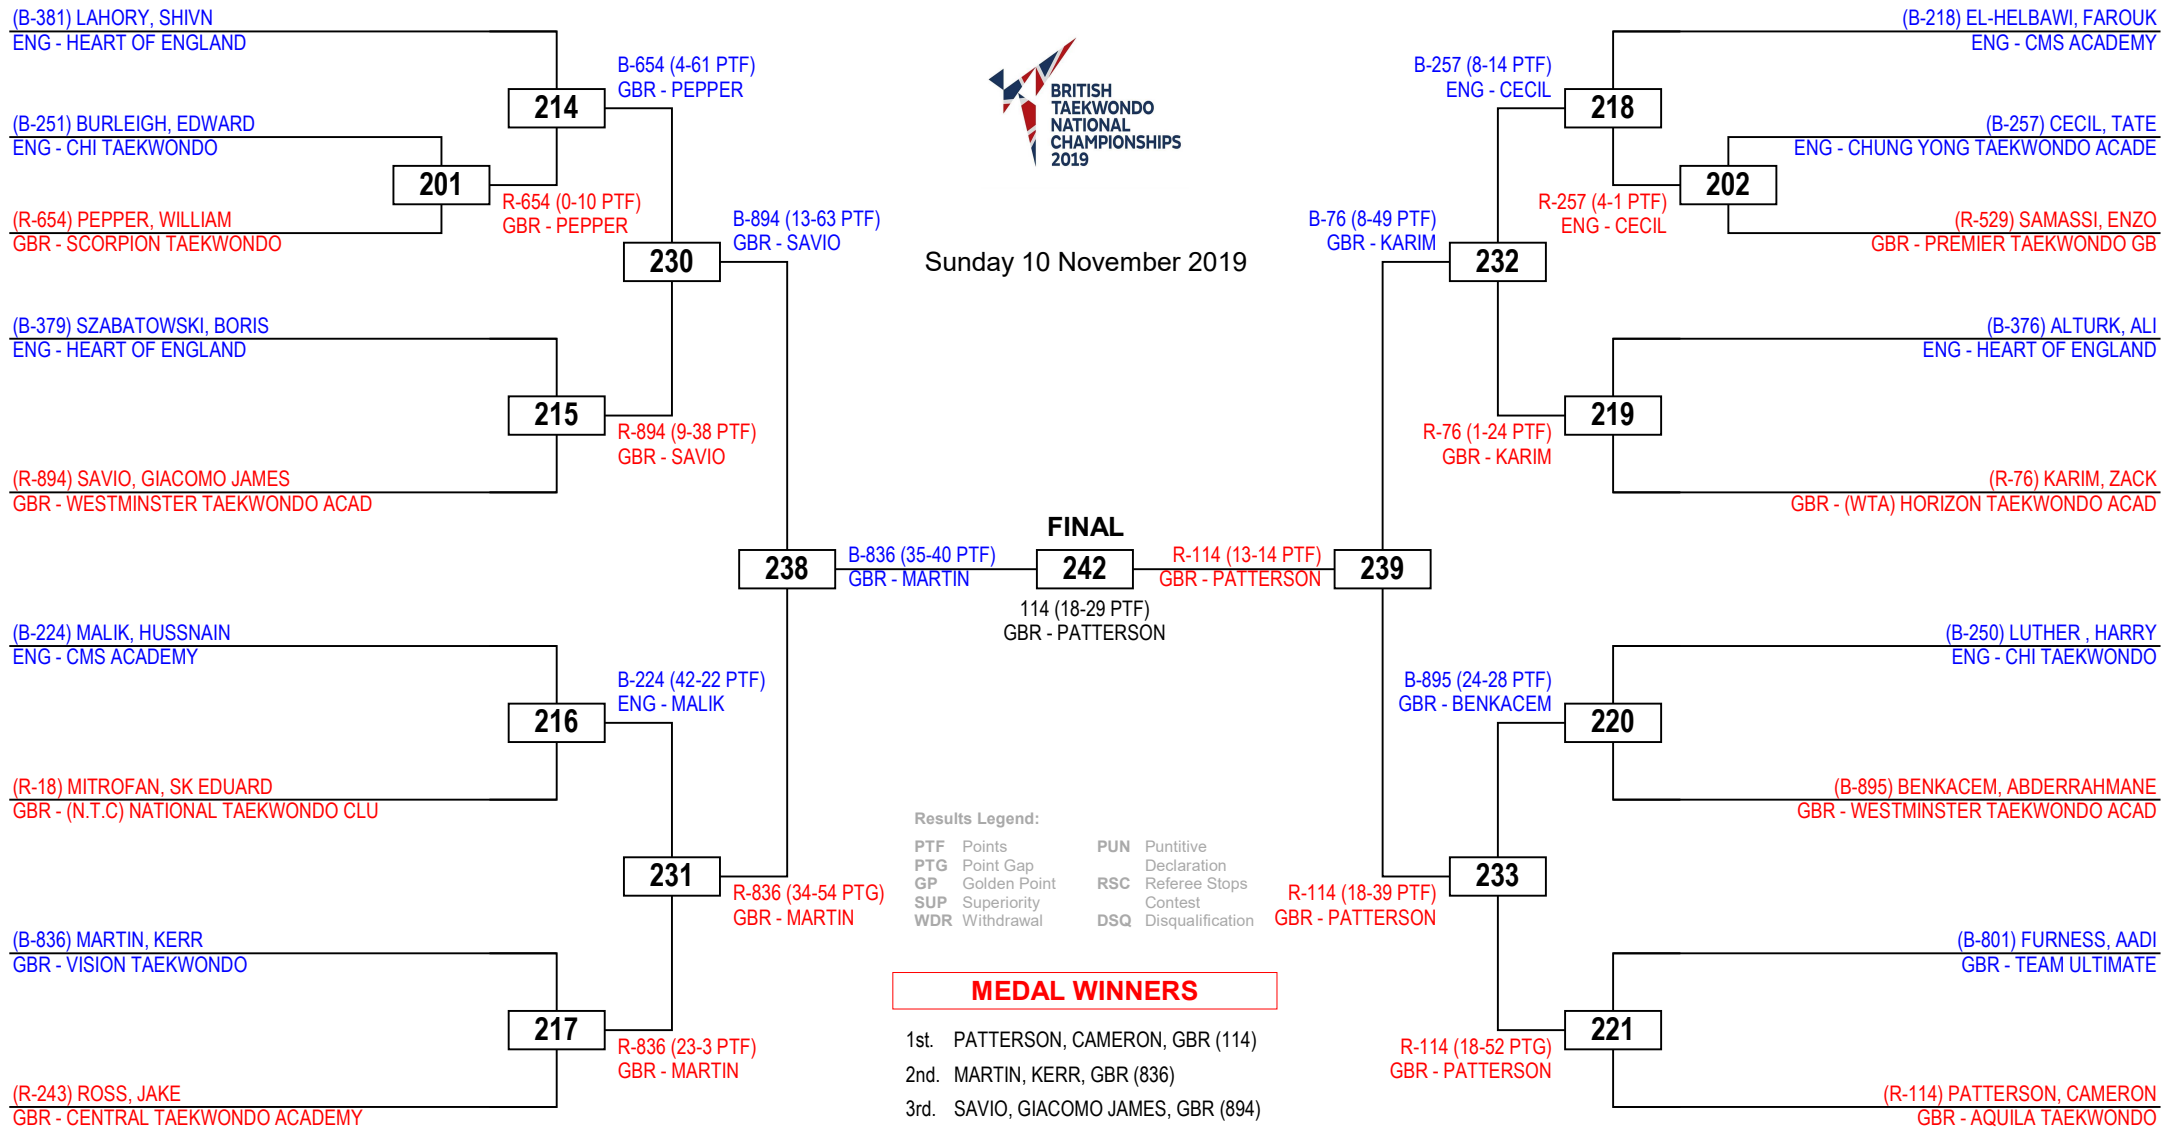 (B-381) LAHORY, SHIVN
ENG - HEART OF ENGLAND
(B-251) BURLEIGH, EDWARD
ENG - CHI TAEKWONDO
(R-654) PEPPER, WILLIAM
GBR - SCORPION TAEKWONDO
(B-379) SZABATOWSKI, BORIS
ENG - HEART OF ENGLAND
(R-894) SAVIO, GIACOMO JAMES
GBR - WESTMINSTER TAEKWONDO ACAD
(B-224) MALIK, HUSSNAIN
ENG - CMS ACADEMY
(R-18) MITROFAN, SK EDUARD
GBR - (N.T.C) NATIONAL TAEKWONDO CLU
(B-836) MARTIN, KERR
GBR - VISION TAEKWONDO
(R-243) ROSS, JAKE
GBR - CENTRAL TAEKWONDO ACADEMY
201
R-654 (0-10 PTF)
GBR - PEPPER
214
B-654 (4-61 PTF)
GBR - PEPPER
215
R-894 (9-38 PTF)
GBR - SAVIO
216
B-224 (42-22 PTF)
ENG - MALIK
217
R-836 (23-3 PTF)
GBR - MARTIN
230
B-894 (13-63 PTF)
GBR - SAVIO
231
R-836 (34-54 PTG)
GBR - MARTIN
238
B-836 (35-40 PTF)
GBR - MARTIN
BRITISH
TAEKWONDO
NATIONAL
CHAMPIONSHIPS
2019
Sunday 10 November 2019
FINAL
242
114 (18-29 PTF)
GBR - PATTERSON
R-114 (13-14 PTF)
GBR - PATTERSON
239
B-76 (8-49 PTF)
GBR - KARIM
232
R-114 (18-39 PTF)
GBR - PATTERSON
233
B-257 (8-14 PTF)
ENG - CECIL
218
R-257 (4-1 PTF)
ENG - CECIL
202
R-76 (1-24 PTF)
GBR - KARIM
219
B-895 (24-28 PTF)
GBR - BENKACEM
220
R-114 (18-52 PTG)
GBR - PATTERSON
221
(B-218) EL-HELBAWI, FAROUK
ENG - CMS ACADEMY
(B-257) CECIL, TATE
ENG - CHUNG YONG TAEKWONDO ACADE
(R-529) SAMASSI, ENZO
GBR - PREMIER TAEKWONDO GB
(B-376) ALTURK, ALI
ENG - HEART OF ENGLAND
(R-76) KARIM, ZACK
GBR - (WTA) HORIZON TAEKWONDO ACAD
(B-250) LUTHER , HARRY
ENG - CHI TAEKWONDO
(B-895) BENKACEM, ABDERRAHMANE
GBR - WESTMINSTER TAEKWONDO ACAD
(B-801) FURNESS, AADI
GBR - TEAM ULTIMATE
(R-114) PATTERSON, CAMERON
GBR - AQUILA TAEKWONDO
Results Legend:
PTF Points
PTG Point Gap
GP Golden Point
SUP Superiority
WDR Withdrawal
PUN Puntitive
Declaration
RSC Referee Stops
Contest
DSQ Disqualification
MEDAL WINNERS
1st. PATTERSON, CAMERON, GBR (114)
2nd. MARTIN, KERR, GBR (836)
3rd. SAVIO, GIACOMO JAMES, GBR (894)